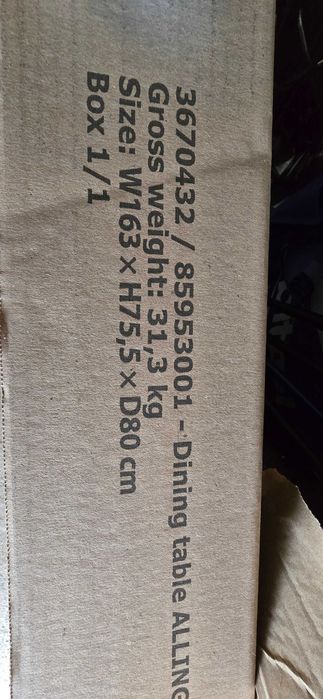 3670432 / 85953001 - Dining table ALLING
Gross weight: 31,3 kg
Size: W163 × H75,5 × D80 cm
Box 1/1